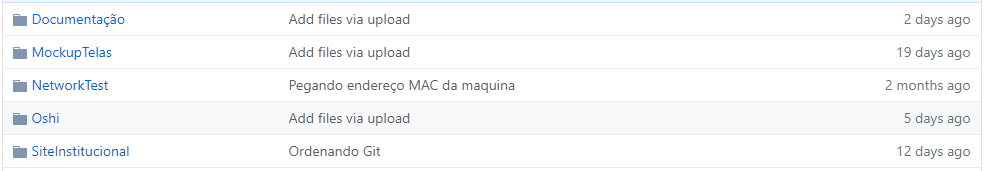 Documentação Add files via upload 2 days ago
MockupTelas Add files via upload 19 days ago
NetworkTest Pegando endereço MAC da maquina 2 months ago
Oshi Add files via upload 5 days ago
SiteInstitucional Ordenando Git 12 days ago